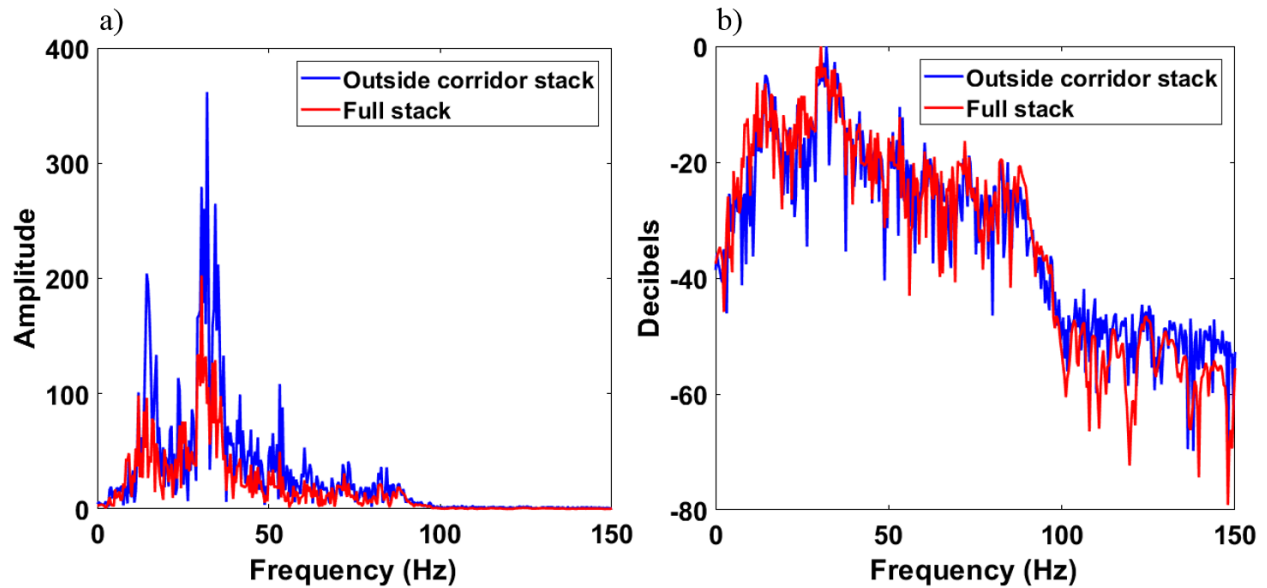 a)
400
300
200
100
0
Amplitude
Outside corridor stack
Full stack
0 50 100 150
Frequency (Hz)
b)
0
-20
-40
-60
-80
Decibels
Outside corridor stack
Full stack
0 50 100 150
Frequency (Hz)